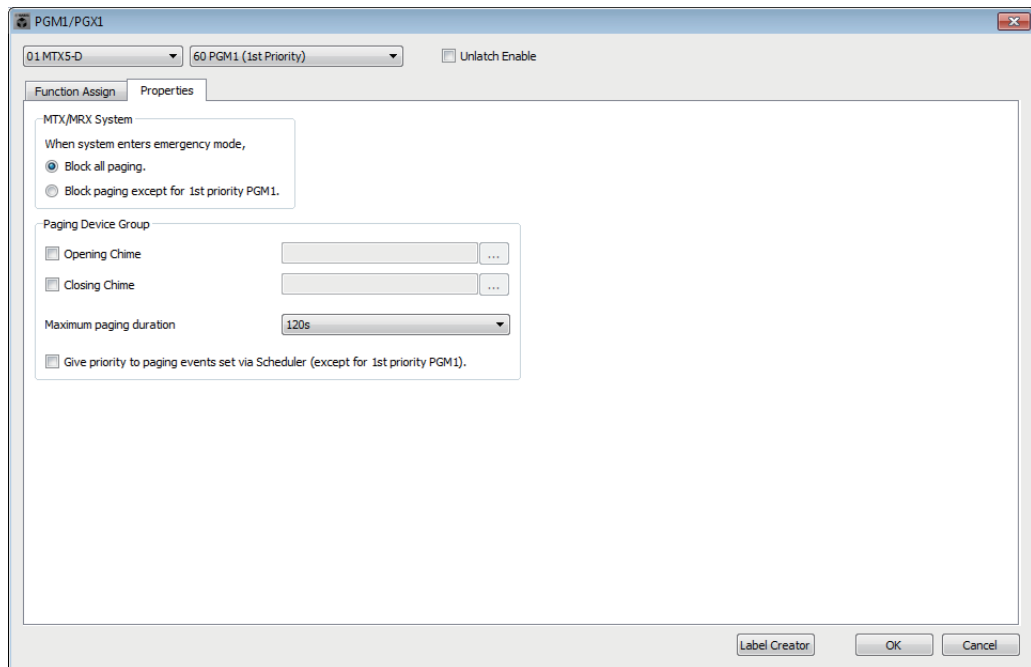 PGM1/PGX1
01 MTX5-D 60 PGM1 (1st Priority) Unlatch Enable
Function Assign Properties
MTX/MRX System
When system enters emergency mode,
Block all paging.
Block paging except for 1st priority PGM1.
Paging Device Group
Opening Chime ...
Closing Chime ...
Maximum paging duration 120s
Give priority to paging events set via Scheduler (except for 1st priority PGM1).
Label Creator OK Cancel